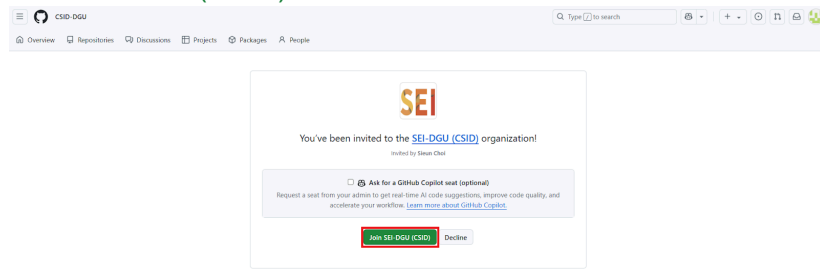 CSID-DGU
Type / to search
Overview Repositories Discussions Projects Packages People
SEI
You've been invited to the SEI-DGU (CSID) organization!
Invited by Sieun Choi
Ask for a GitHub Copilot seat (optional)
Request a seat from your admin to get real-time AI code suggestions, improve code quality, and
accelerate your workflow. Learn more about GitHub Copilot.
Join SEI-DGU (CSID) Decline